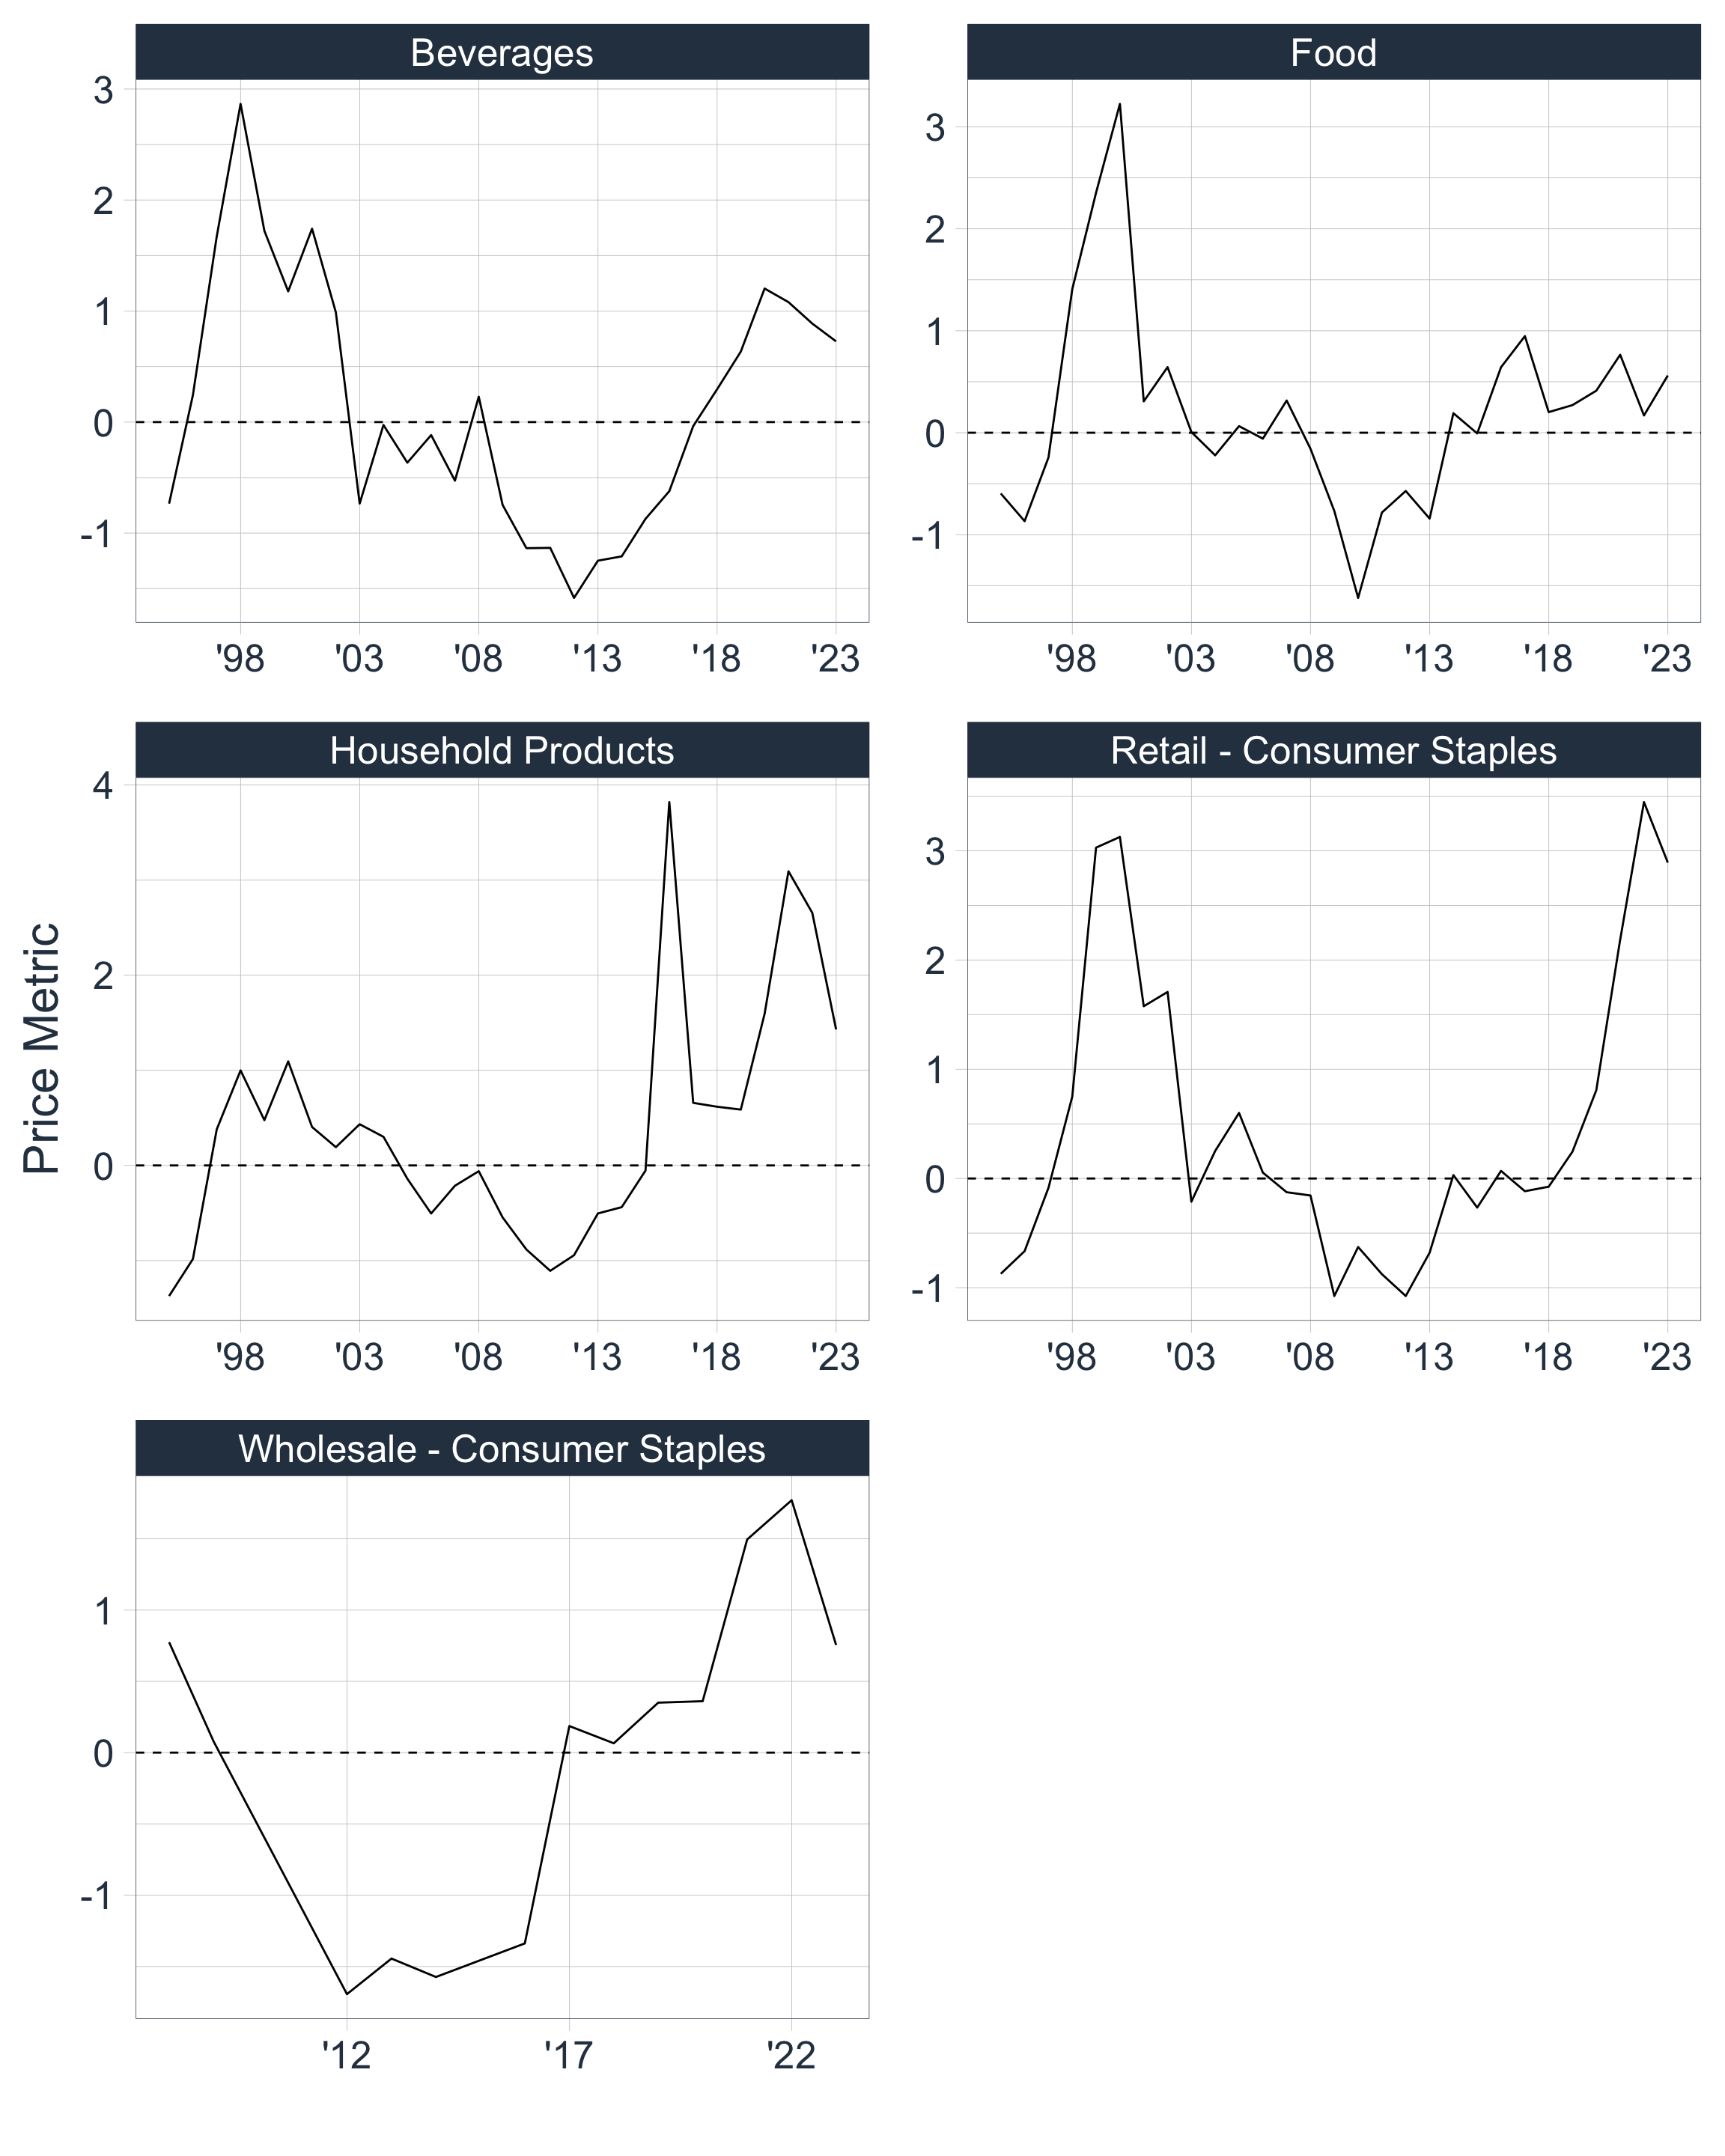 Beverages
3
2
1
0
-1
'98 '03 '08 '13 '18 '23
Food
3
2
1
0
-1
'98 '03 '08 '13 '18 '23
Price Metric
Household Products
4
2
0
'98 '03 '08 '13 '18 '23
Retail - Consumer Staples
3
2
1
0
-1
'98 '03 '08 '13 '18 '23
Wholesale - Consumer Staples
1
0
-1
'12 '17 '22